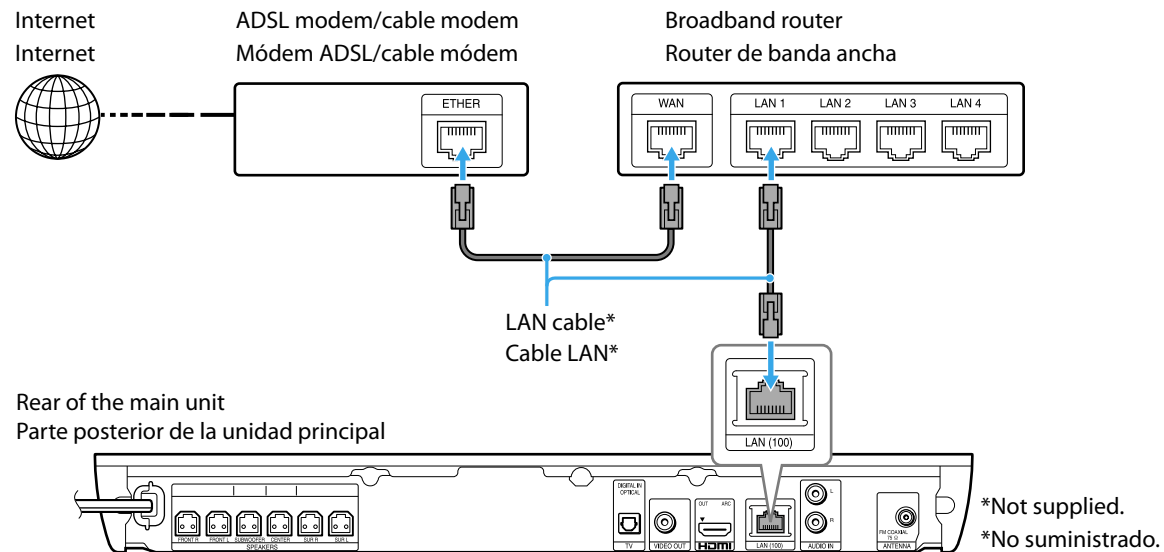 Internet
Internet
ADSL modem/cable modem
Módem ADSL/cable módem
Broadband router
Router de banda ancha
ETHER
WAN
LAN 1
LAN 2
LAN 3
LAN 4
LAN cable*
Cable LAN*
LAN (100)
Rear of the main unit
Parte posterior de la unidad principal
FRONT R
FRONT L
SUBWOOFER
CENTER
SUR R
SUR L
SPEAKERS
DIGITAL IN
OPTICAL
TV
VIDEO OUT
OUT
ARC
HDMI
LAN (100)
L
R
AUDIO IN
FM COAXIAL
75 Ω
ANTENNA
*Not supplied.
*No suministrado.